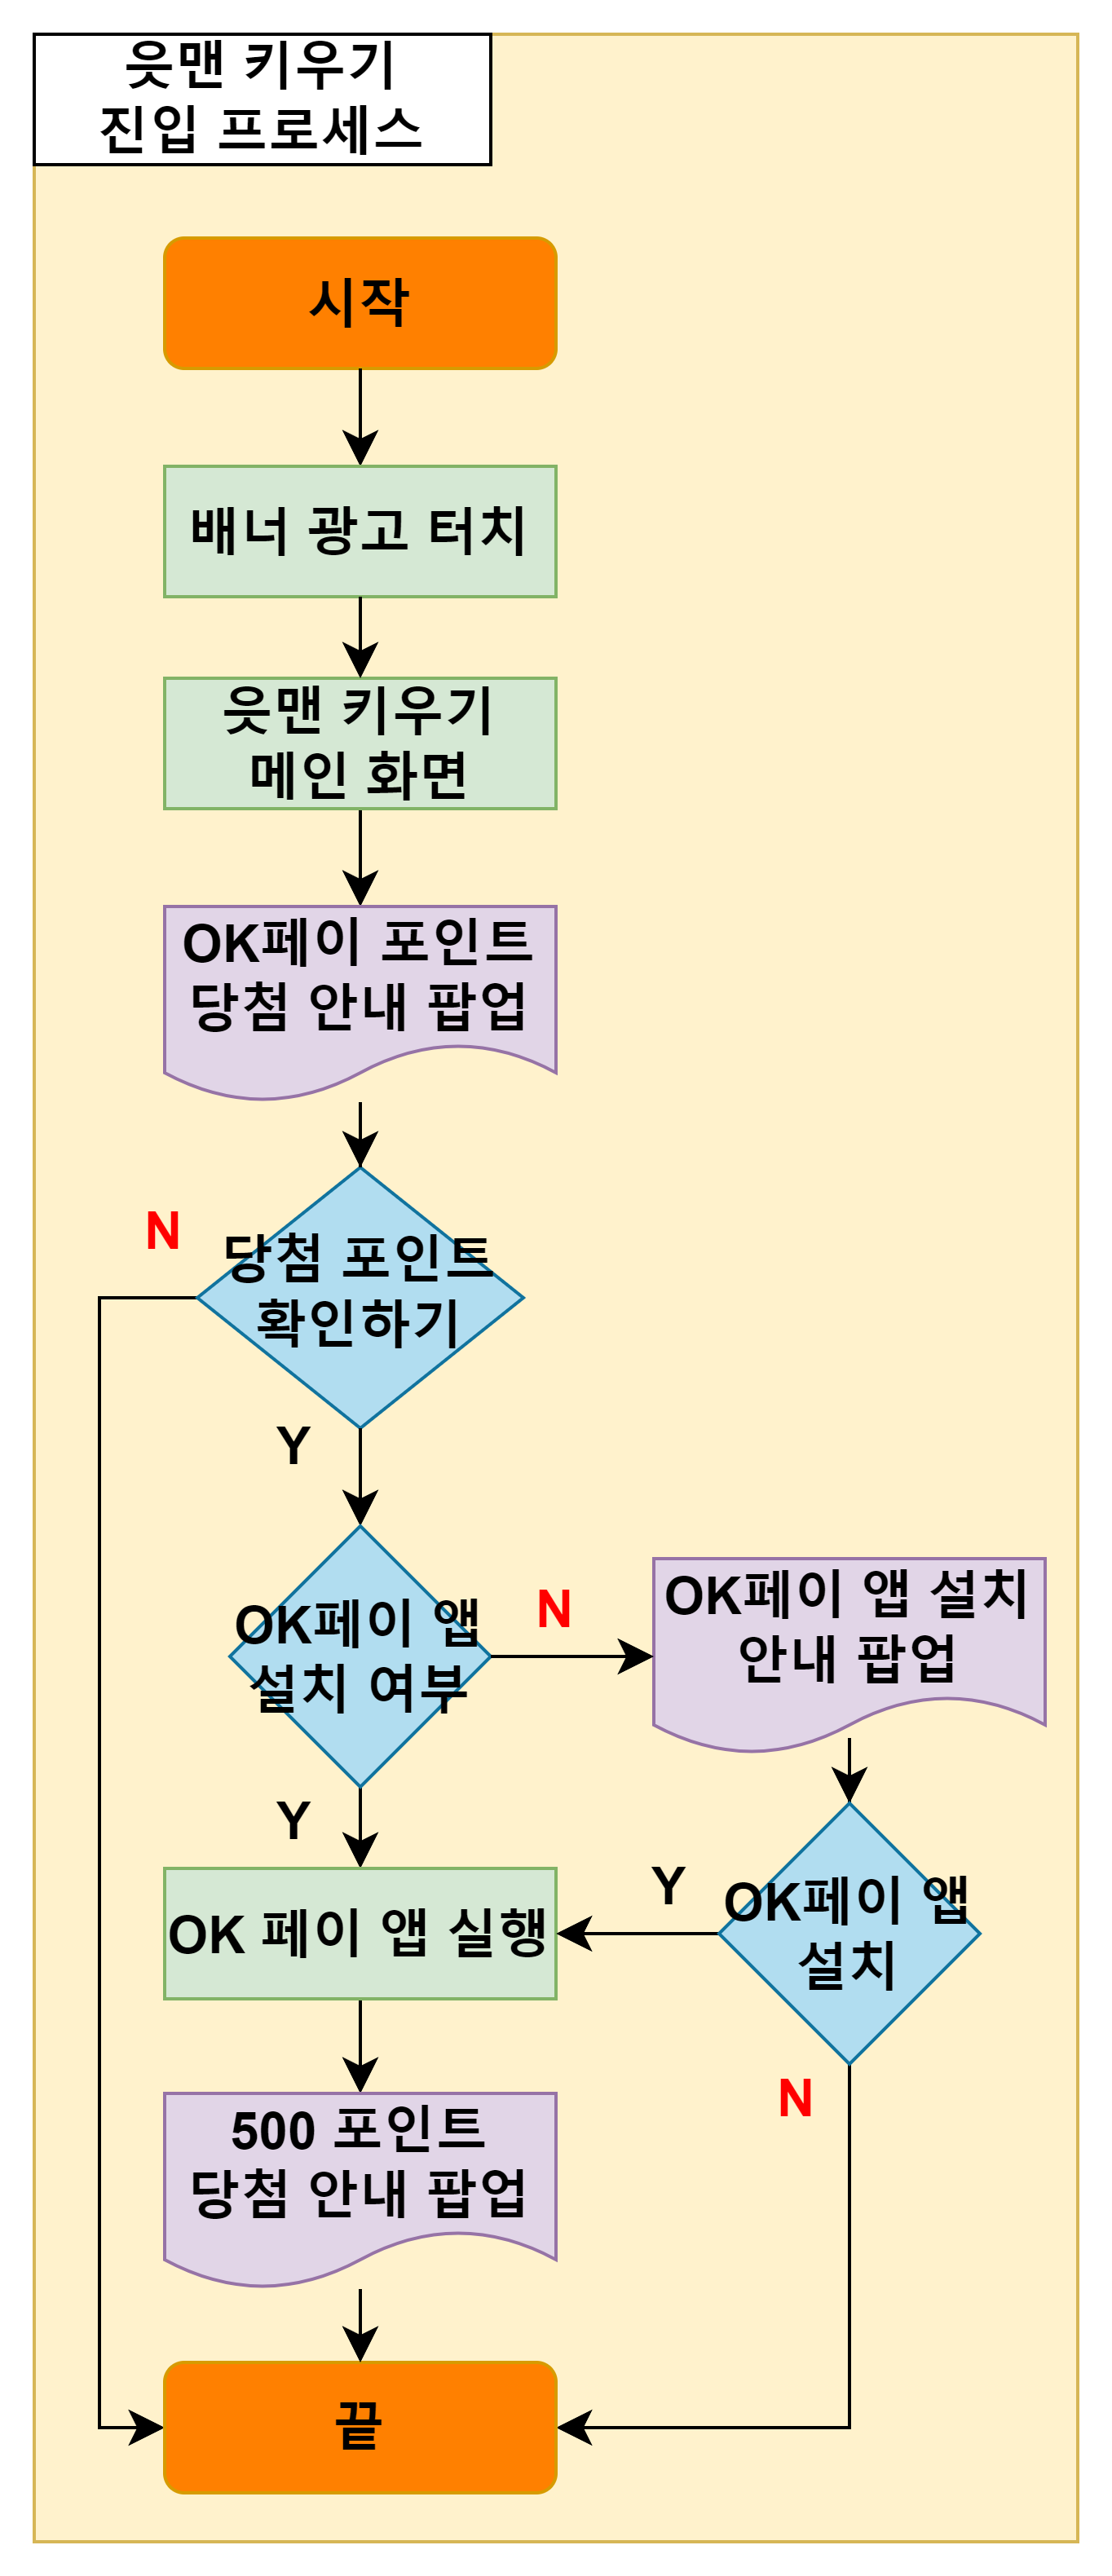 읏맨 키우기
진입 프로세스
시작
배너 광고 터치
읏맨 키우기
메인 화면
OK페이 포인트
당첨 안내 팝업
N
당첨 포인트
확인하기
Y
OK페이 앱
설치 여부
N
OK페이 앱 설치
안내 팝업
Y
OK 페이 앱 실행
Y
OK페이 앱
설치
N
500 포인트
당첨 안내 팝업
끝